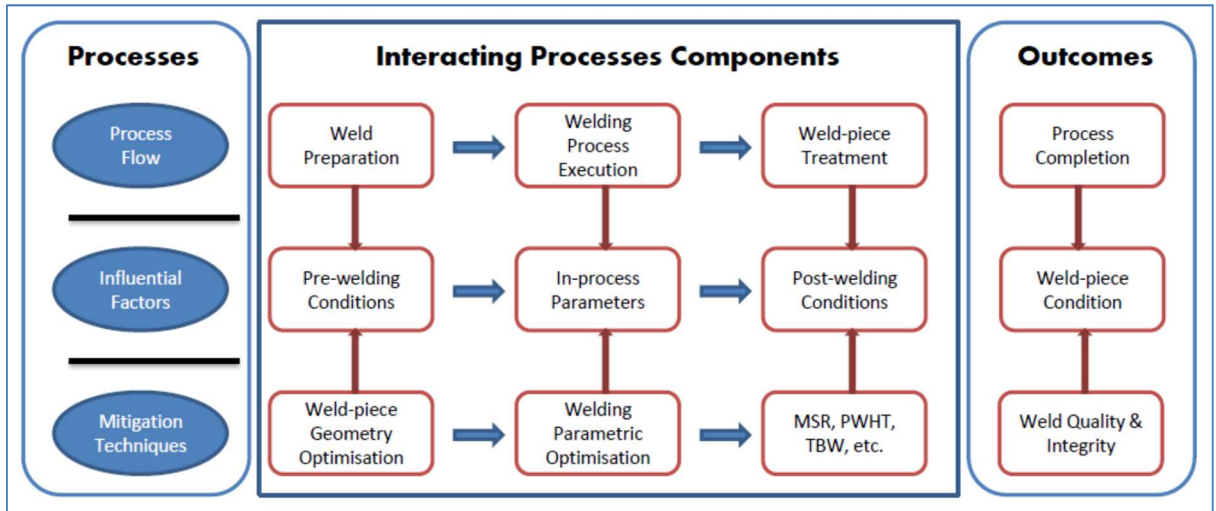 Processes
Interacting Processes Components
Outcomes
Process
Flow
Weld
Preparation
Welding
Process
Execution
Weld-piece
Treatment
Process
Completion
Influential
Factors
Pre-welding
Conditions
In-process
Parameters
Post-welding
Conditions
Weld-piece
Condition
Mitigation
Techniques
Weld-piece
Geometry
Optimisation
Welding
Parametric
Optimisation
MSR, PWHT,
TBW, etc.
Weld Quality &
Integrity